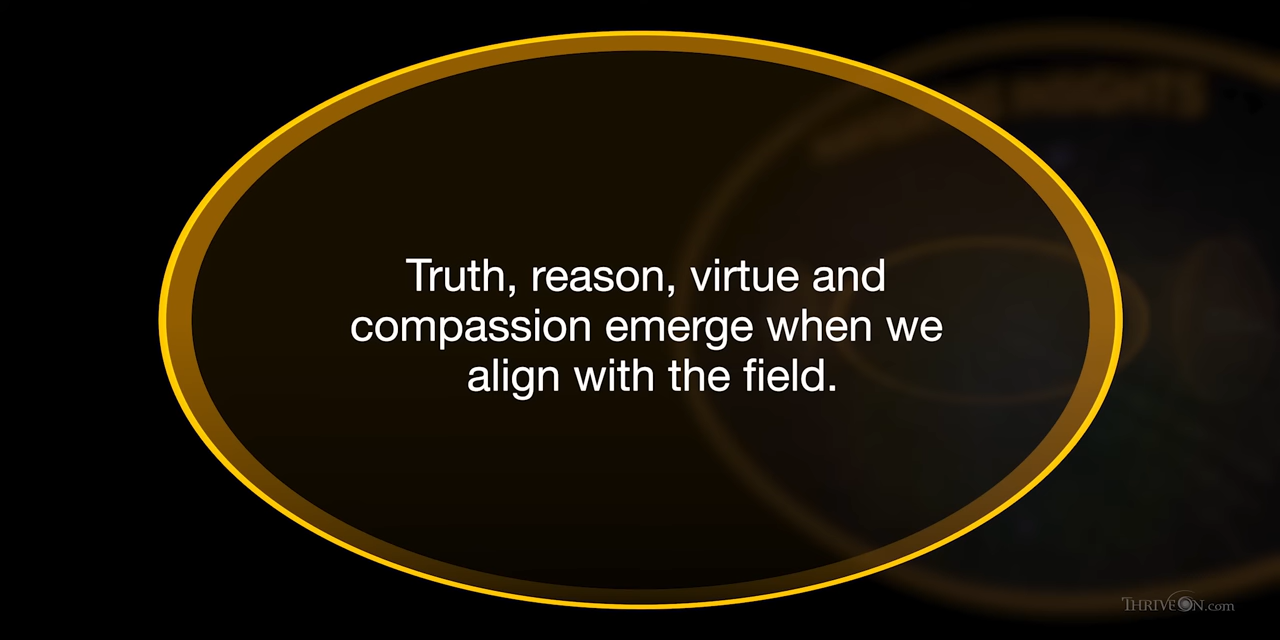 Truth, reason, virtue and
compassion emerge when we
align with the field.
THRIVEON.com